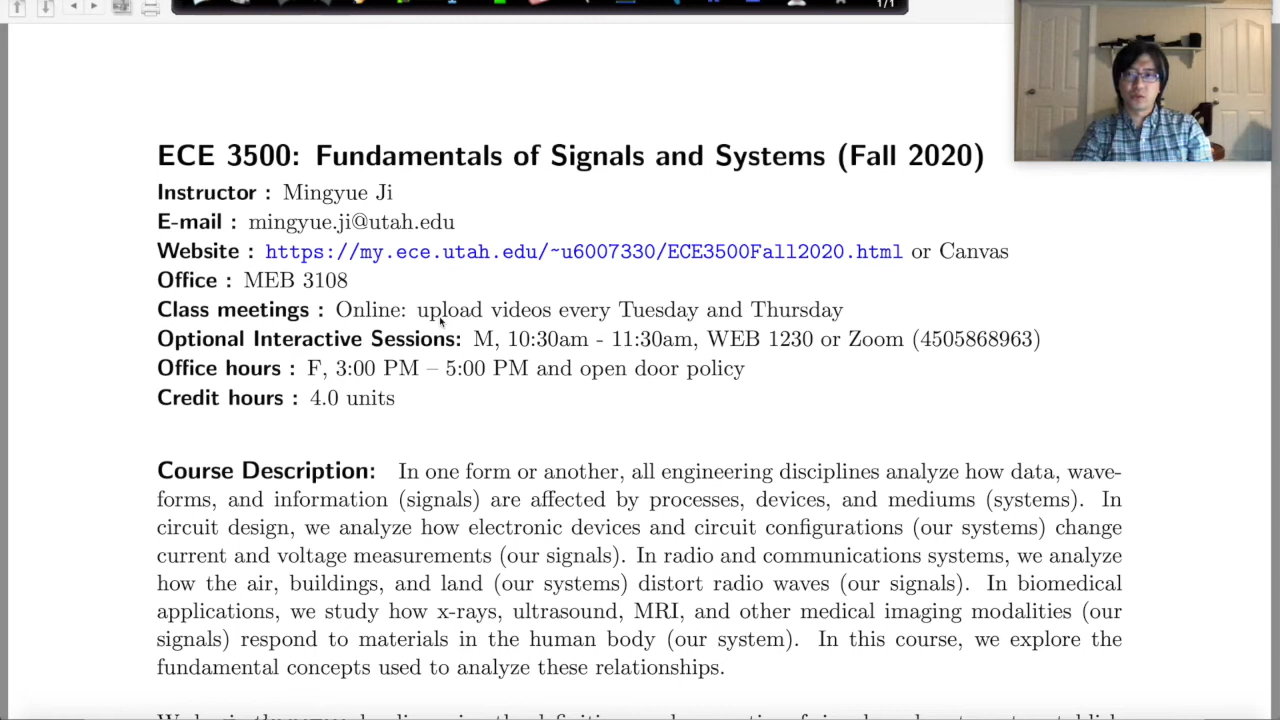 1/1
ECE 3500: Fundamentals of Signals and Systems (Fall 2020)
Instructor : Mingyue Ji
E-mail : mingyue.ji@utah.edu
Website : https://my.ece.utah.edu/~u6007330/ECE3500Fall2020.html or Canvas
Office : MEB 3108
Class meetings : Online: upload videos every Tuesday and Thursday
Optional Interactive Sessions: M, 10:30am - 11:30am, WEB 1230 or Zoom (4505868963)
Office hours : F, 3:00 PM – 5:00 PM and open door policy
Credit hours : 4.0 units
Course Description: In one form or another, all engineering disciplines analyze how data, wave-
forms, and information (signals) are affected by processes, devices, and mediums (systems). In
circuit design, we analyze how electronic devices and circuit configurations (our systems) change
current and voltage measurements (our signals). In radio and communications systems, we analyze
how the air, buildings, and land (our systems) distort radio waves (our signals). In biomedical
applications, we study how x-rays, ultrasound, MRI, and other medical imaging modalities (our
signals) respond to materials in the human body (our system). In this course, we explore the
fundamental concepts used to analyze these relationships.